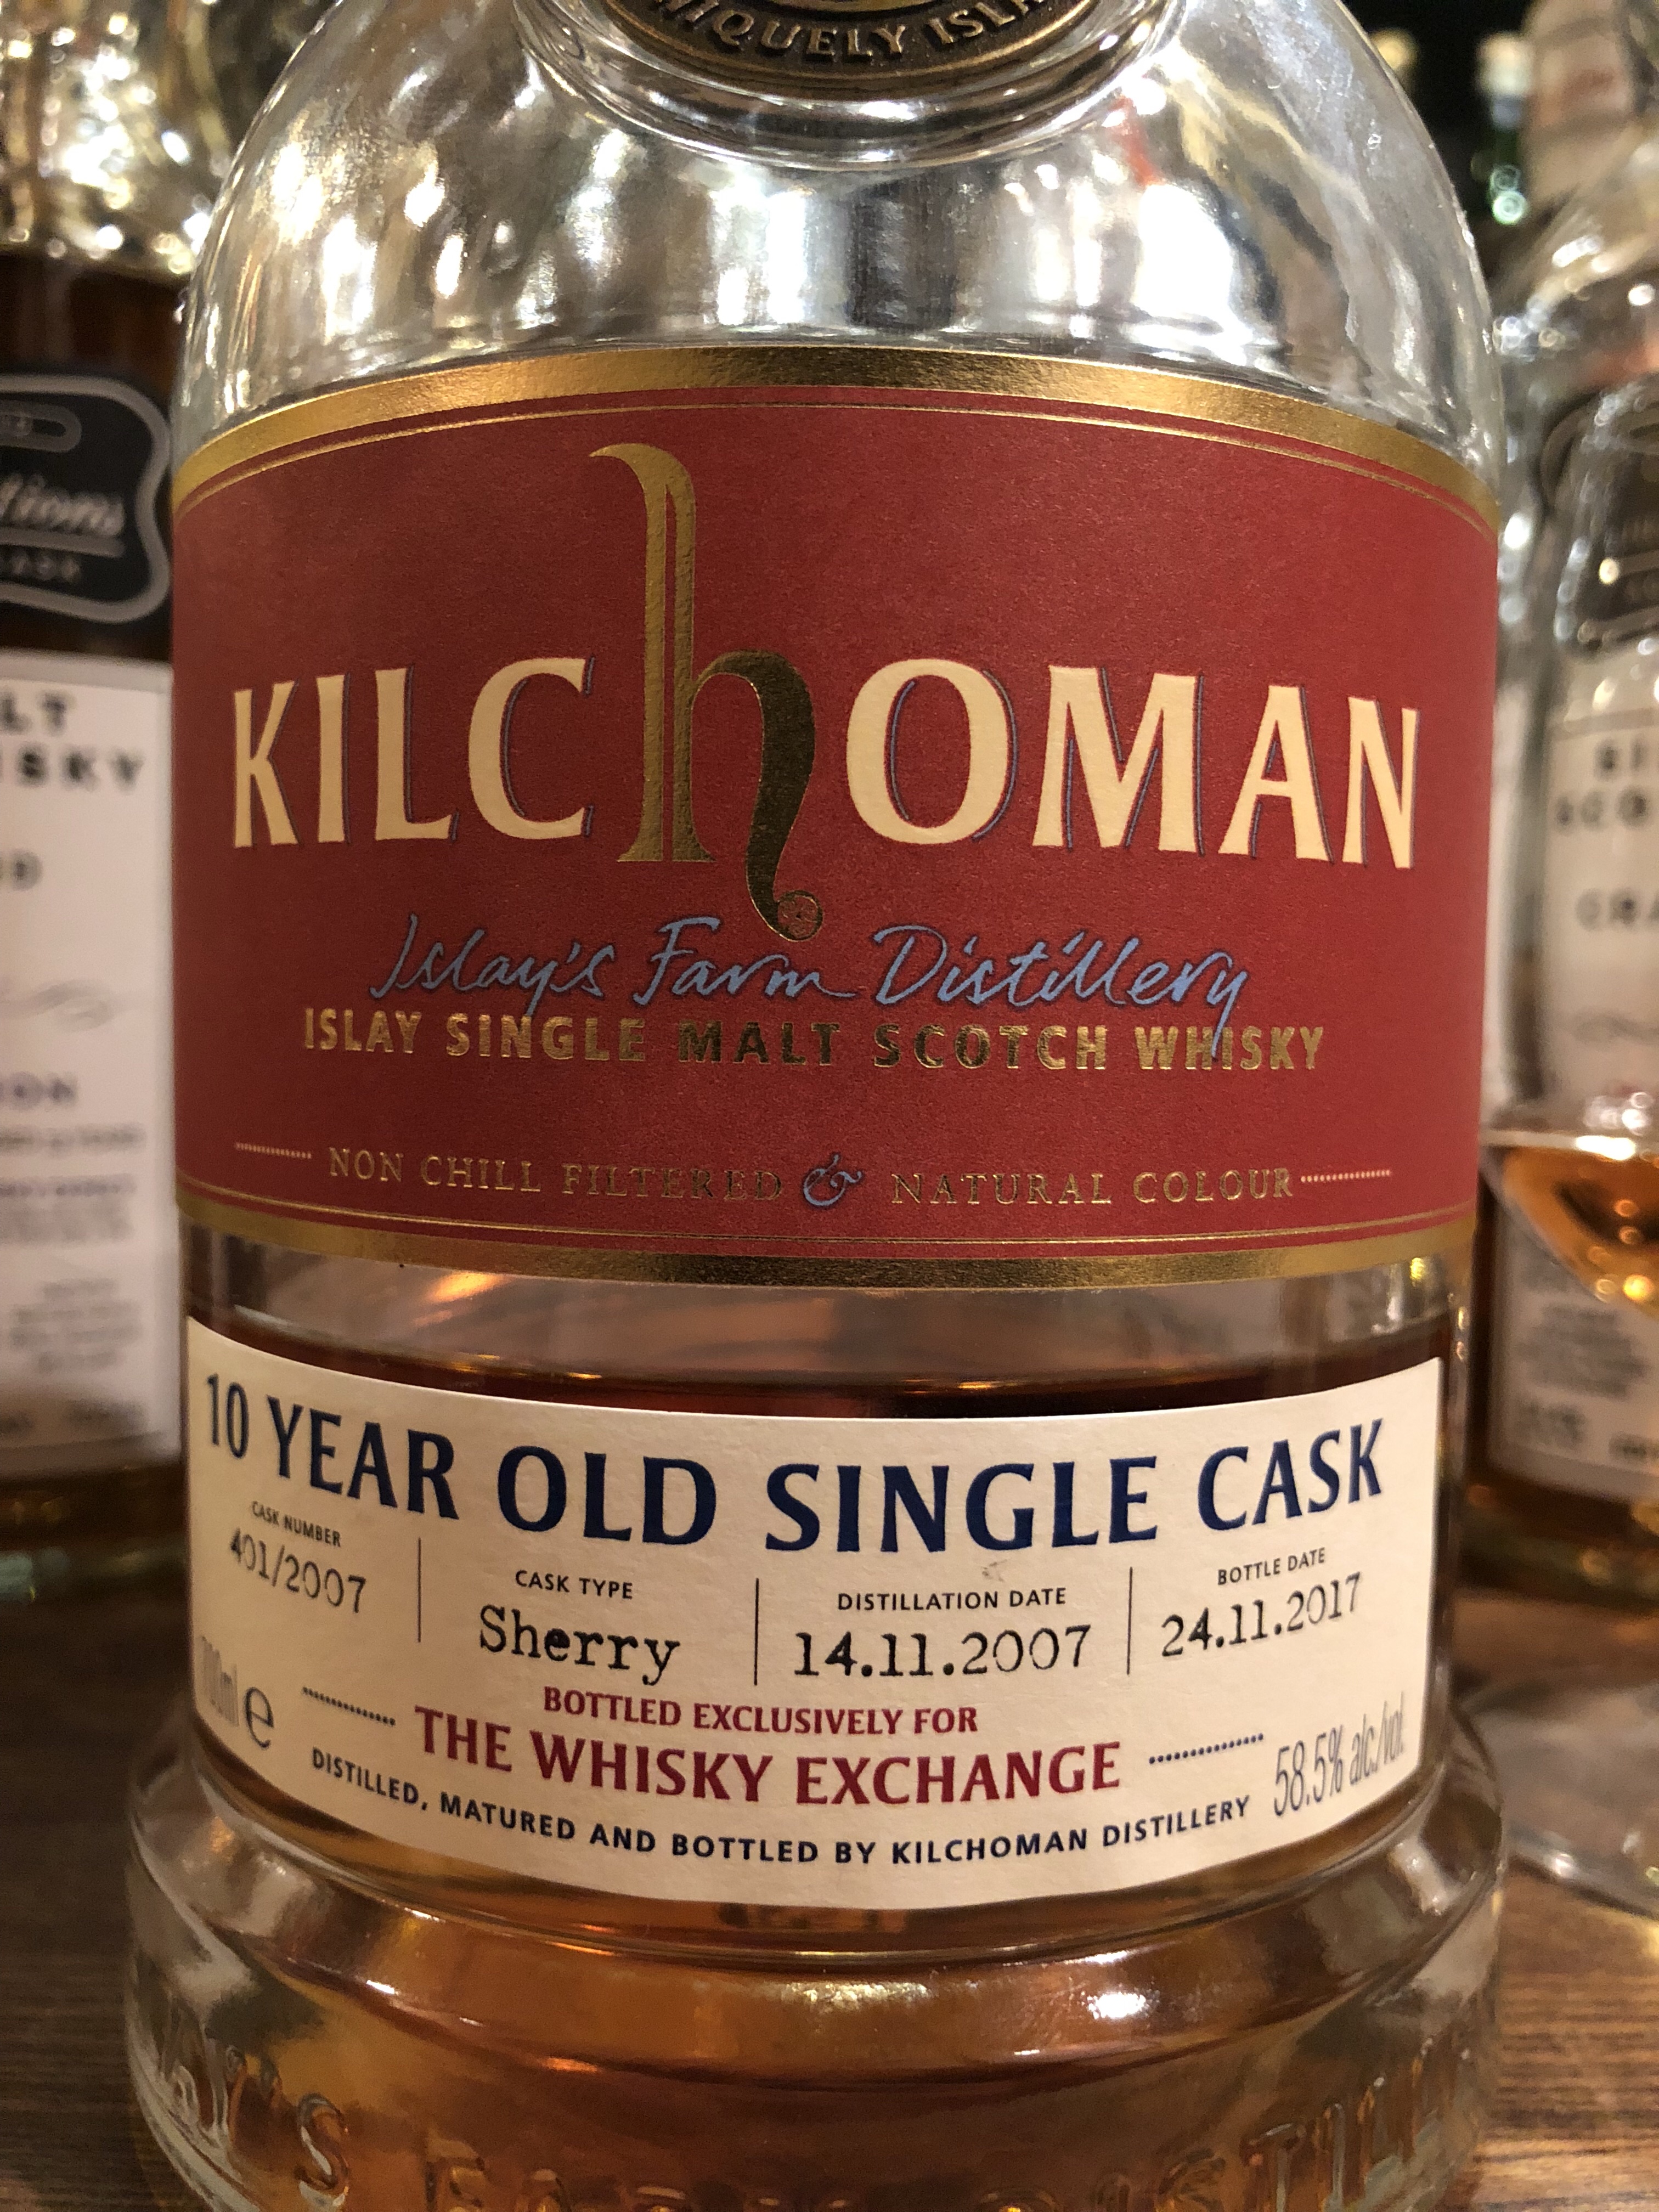 UNIQUELY ISLAY
KILChOMAN
Islay's Farm Distillery
ISLAY SINGLE MALT SCOTCH WHISKY
NON CHILL FILTERED & NATURAL COLOUR
10 YEAR OLD SINGLE CASK
CASK NUMBER
401/2007
CASK TYPE
Sherry
DISTILLATION DATE
14.11.2007
BOTTLE DATE
24.11.2017
700ml e
BOTTLED EXCLUSIVELY FOR
THE WHISKY EXCHANGE
58.5% alc./vol.
DISTILLED, MATURED AND BOTTLED BY KILCHOMAN DISTILLERY